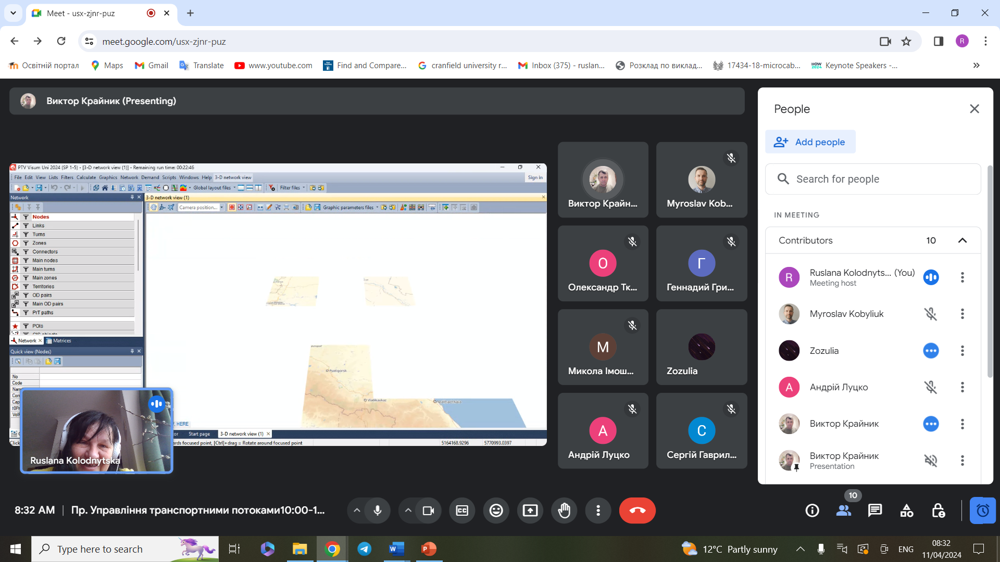 Meet - usx-zjnr-puz
meet.google.com/usx-zjnr-puz
R
Освітній портал
Maps
Gmail
Translate
www.youtube.com
Find and Compare...
cranfield university r...
Inbox (375) - ruslan...
Розклад по виклад...
17434-18-microcab...
Keynote Speakers -...
Виктор Крайник (Presenting)
PTV Visum Uni 2024 (SP 1-5) - [3-D network view (1)] - Remaining run time: 00:22:46
File Edit View Lists Filters Calculate Graphics Network Demand Scripts Windows Help 3-D network view
Sign in
Global layout files
Filter files
Network
3-D network view (1)
Camera position...
Graphic parameters files
Nodes
Links
Turns
Zones
Connectors
Main nodes
Main turns
Main zones
Territories
OD pairs
Main OD pairs
PrT paths
POIs
GIS objects
Network
Matrices
Quick view (Nodes)
No
Code
Pyatigorsk
Vladikavkaz
Makhachkala
HERE
Start page
3-D network view (1)
rds focused point, [Ctrl]+drag = Rotate around focused point
5164168.9296
5770993.0397
Ruslana Kolodnytska
Виктор Крайн...
Myroslav Kob...
О
Олександр Тк...
Г
Геннадий Гри...
М
Микола Імош...
Zozulia
А
Андрій Луцко
С
Сергій Гаврил...
People
Add people
Search for people
IN MEETING
Contributors
10
R
Ruslana Kolodnyts... (You)
Meeting host
Myroslav Kobyliuk
Zozulia
А
Андрій Луцко
Виктор Крайник
Виктор Крайник
Presentation
8:32 AM
Пр. Управління транспортними потоками10:00-1...
10
Type here to search
12°C Partly sunny
ENG
08:32
11/04/2024